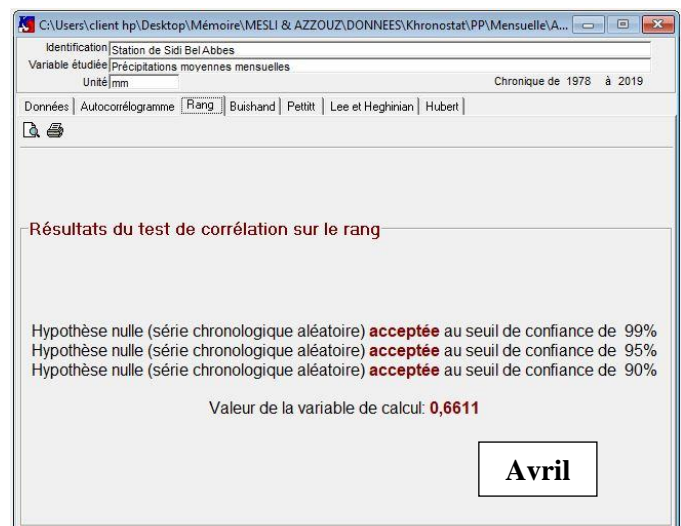 C:\Users\client hp\Desktop\Mémoire\MESLI & AZZOUZ\DONNEES\Khronostat\PP\Mensuelle\A...
Identification Station de Sidi Bel Abbes
Variable étudiée Précipitations moyennes mensuelles
Unité mm Chronique de 1978 à 2019
Données Autocorrélogramme Rang Buishand Pettitt Lee et Heghinian Hubert
Résultats du test de corrélation sur le rang
Hypothèse nulle (série chronologique aléatoire) acceptée au seuil de confiance de 99%
Hypothèse nulle (série chronologique aléatoire) acceptée au seuil de confiance de 95%
Hypothèse nulle (série chronologique aléatoire) acceptée au seuil de confiance de 90%
Valeur de la variable de calcul: 0,6611
Avril